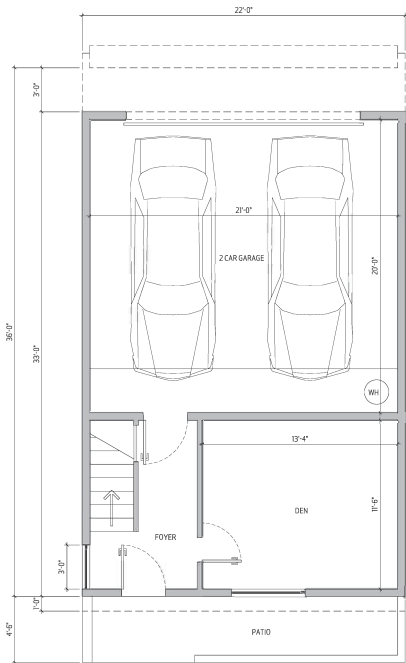 22'-0"
3'-0"
21'-0"
2 CAR GARAGE
20'-0"
36'-0"
33'-0"
WH
13'-4"
11'-6"
DEN
FOYER
3'-0"
1'-0"
4'-6"
PATIO